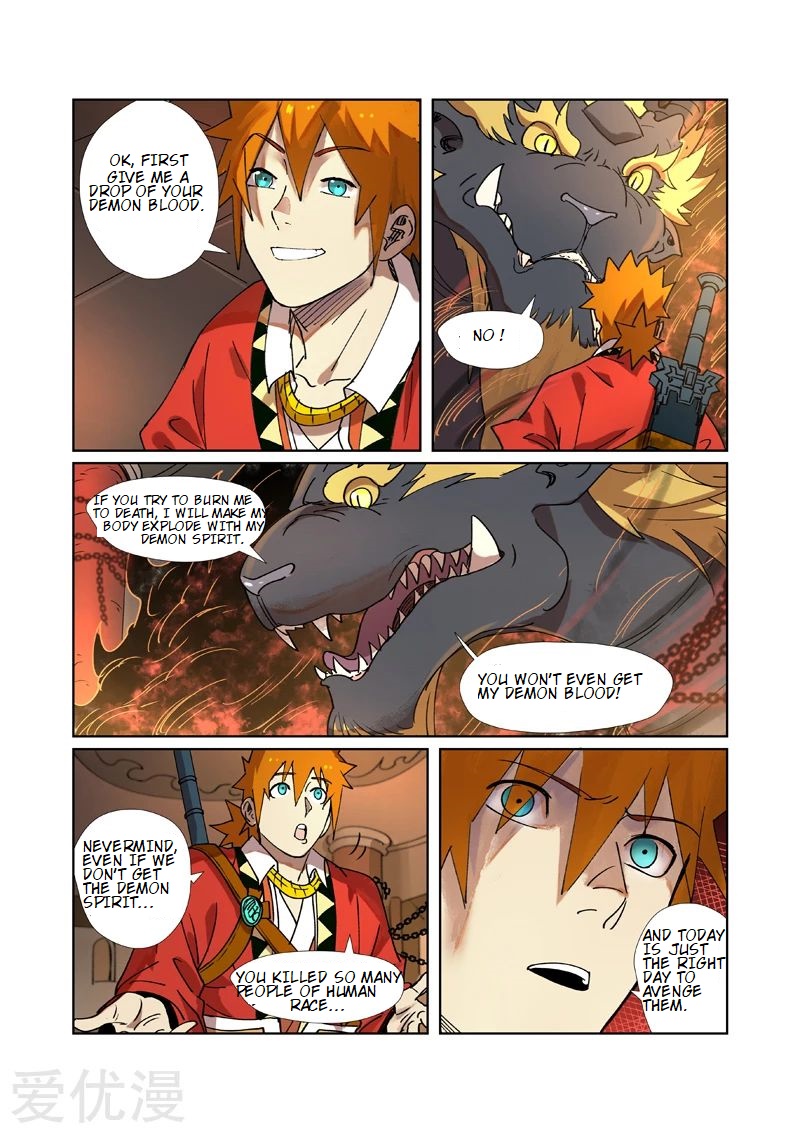 OK, FIRST
GIVE ME A
DROP OF YOUR
DEMON BLOOD.
NO!
IF YOU TRY TO BURN ME
TO DEATH, I WILL MAKE MY
BODY EXPLODE WITH MY
DEMON SPIRIT.
YOU WON'T EVEN GET
MY DEMON BLOOD!
NEVERMIND,
EVEN IF WE
DON'T GET
THE DEMON
SPIRIT...
YOU KILLED SO MANY
PEOPLE OF HUMAN
RACE...
AND TODAY
IS JUST
THE RIGHT
DAY TO
AVENGE
THEM.
爱优漫